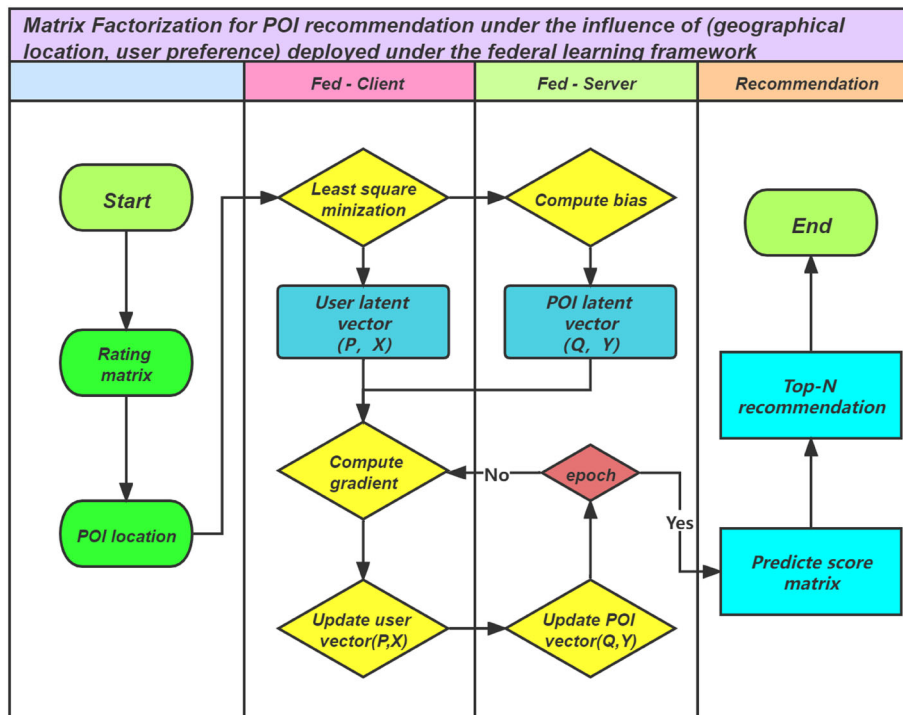 Matrix Factorization for POI recommendation under the influence of (geographical
location, user preference) deployed under the federal learning framework
Fed - Client
Fed - Server
Recommendation
Start
Least square
minization
Compute bias
End
User latent
vector
(P, X)
POI latent
vector
(Q, Y)
Rating
matrix
Top-N
recommendation
Compute
gradient
No
epoch
Yes
POI location
Predicte score
matrix
Update user
vector(P,X)
Update POI
vector(Q,Y)